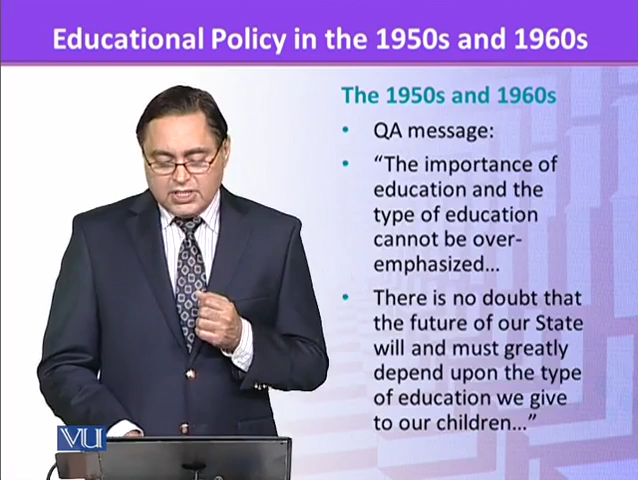 Educational Policy in the 1950s and 1960s
The 1950s and 1960s
• QA message:
• “The importance of
education and the
type of education
cannot be over-
emphasized…
• There is no doubt that
the future of our State
will and must greatly
depend upon the type
of education we give
to our children…”
VU